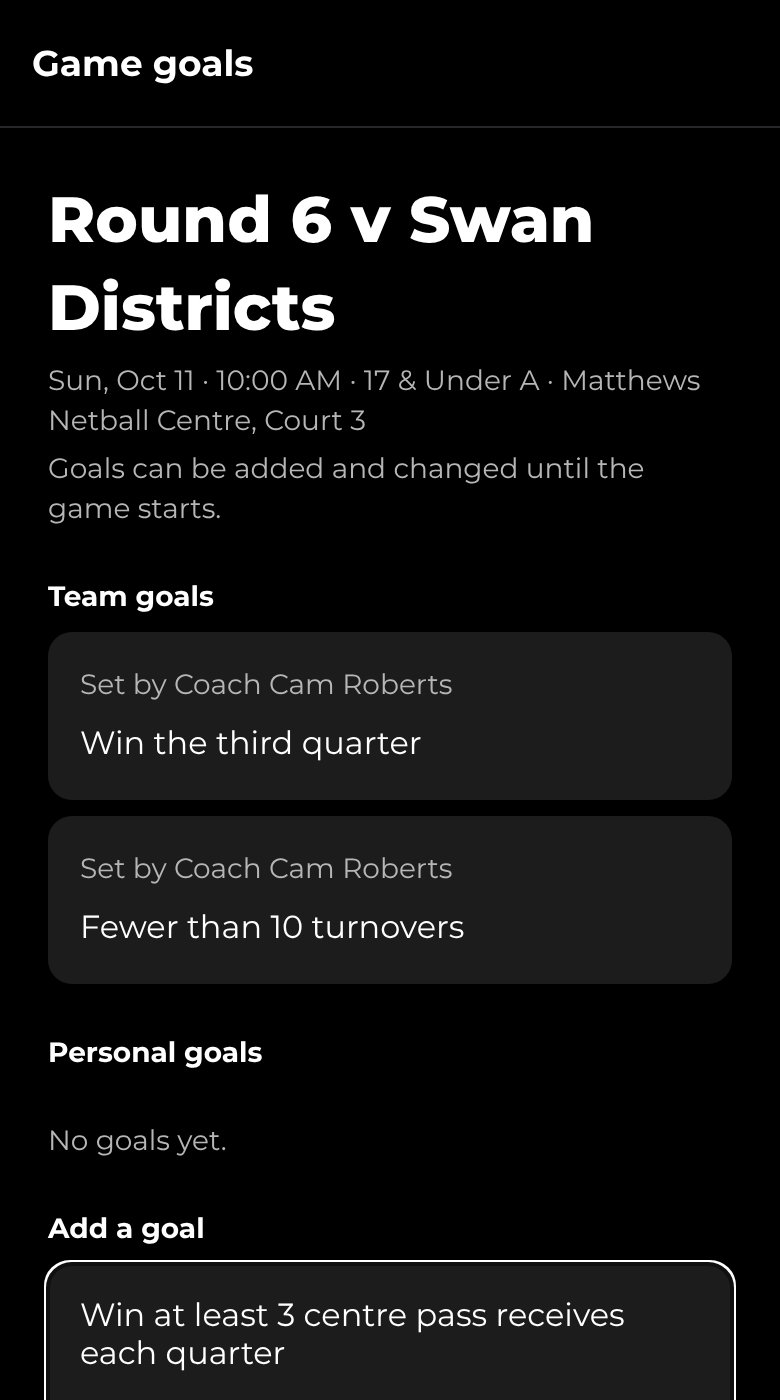 Game goals
Round 6 v Swan
Districts
Sun, Oct 11 · 10:00 AM · 17 & Under A · Matthews
Netball Centre, Court 3
Goals can be added and changed until the
game starts.
Team goals
Set by Coach Cam Roberts
Win the third quarter
Set by Coach Cam Roberts
Fewer than 10 turnovers
Personal goals
No goals yet.
Add a goal
Win at least 3 centre pass receives
each quarter